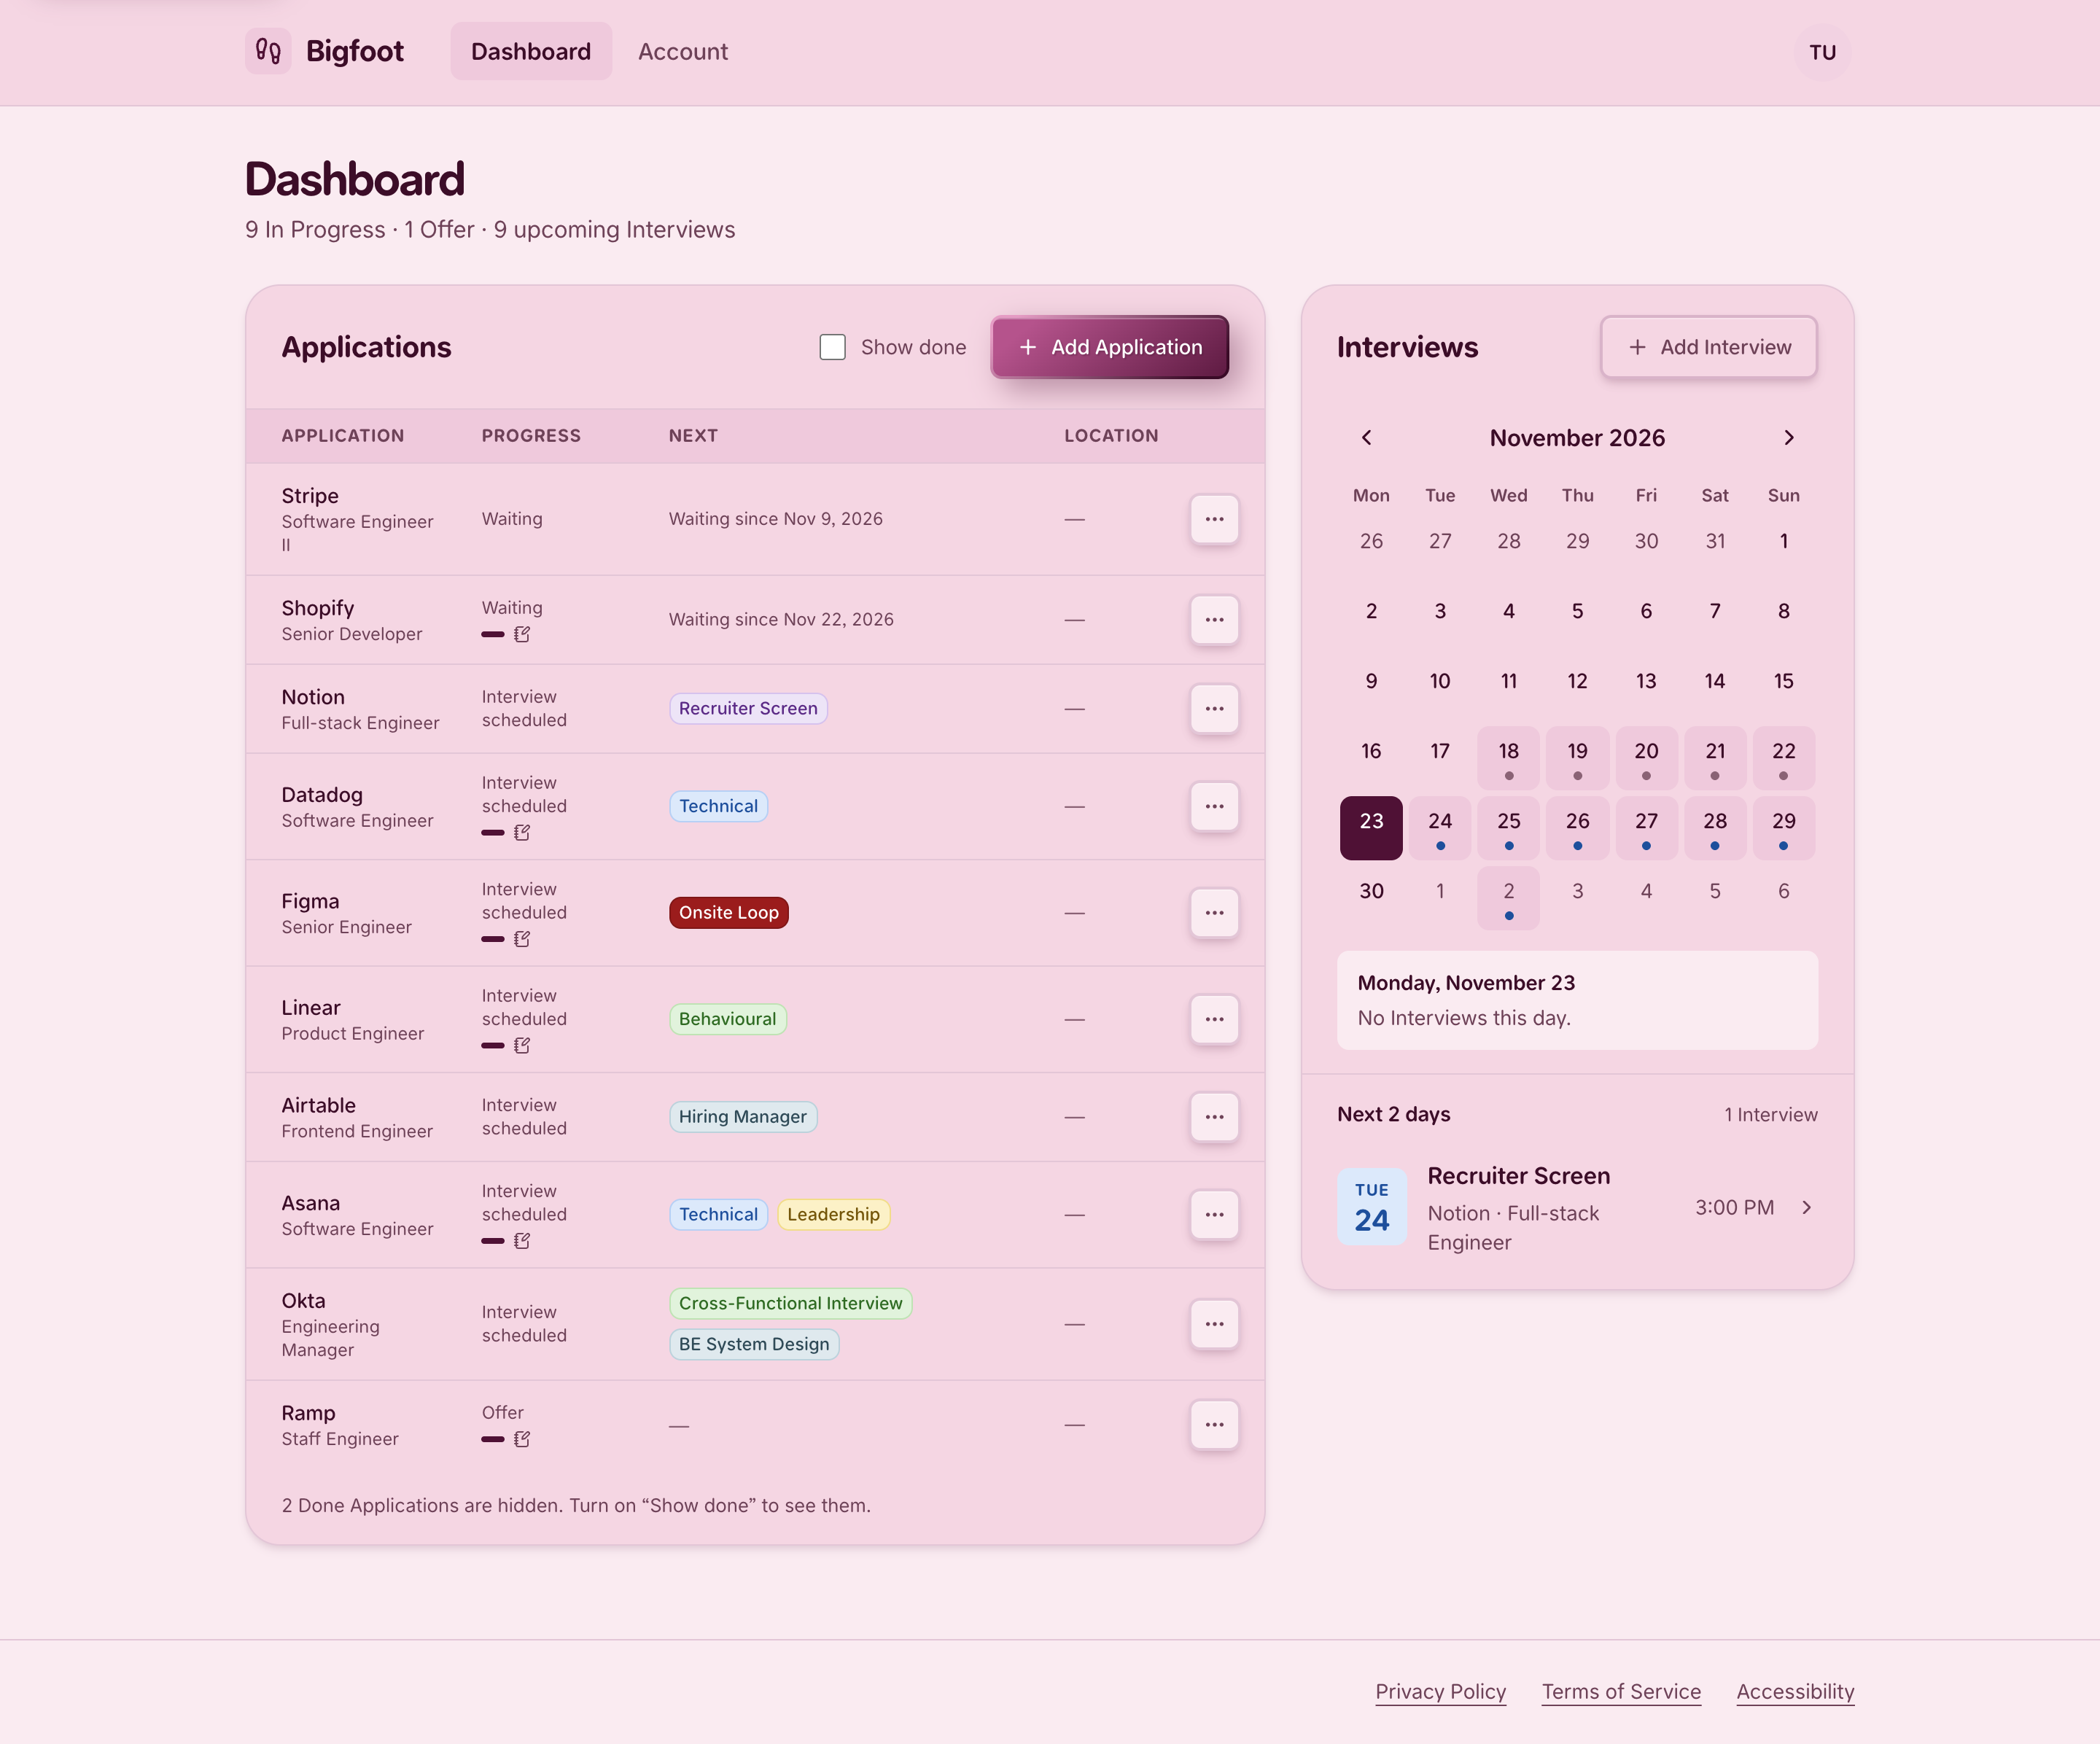 Bigfoot
Dashboard
Account
TU
Dashboard
9 In Progress · 1 Offer · 9 upcoming Interviews
Applications
Show done
+ Add Application
APPLICATION PROGRESS NEXT LOCATION
Stripe
Software Engineer
II
Waiting
Waiting since Nov 9, 2026
—
Shopify
Senior Developer
Waiting
Waiting since Nov 22, 2026
—
Notion
Full-stack Engineer
Interview
scheduled
Recruiter Screen
—
Datadog
Software Engineer
Interview
scheduled
Technical
—
Figma
Senior Engineer
Interview
scheduled
Onsite Loop
—
Linear
Product Engineer
Interview
scheduled
Behavioural
—
Airtable
Frontend Engineer
Interview
scheduled
Hiring Manager
—
Asana
Software Engineer
Interview
scheduled
Technical
Leadership
—
Okta
Engineering
Manager
Interview
scheduled
Cross-Functional Interview
BE System Design
—
Ramp
Staff Engineer
Offer
—
—
2 Done Applications are hidden. Turn on “Show done” to see them.
Interviews
+ Add Interview
November 2026
Mon Tue Wed Thu Fri Sat Sun
26 27 28 29 30 31 1
2 3 4 5 6 7 8
9 10 11 12 13 14 15
16 17 18 19 20 21 22
23 24 25 26 27 28 29
30 1 2 3 4 5 6
Monday, November 23
No Interviews this day.
Next 2 days
1 Interview
TUE
24
Recruiter Screen
Notion · Full-stack
Engineer
3:00 PM
Privacy Policy
Terms of Service
Accessibility